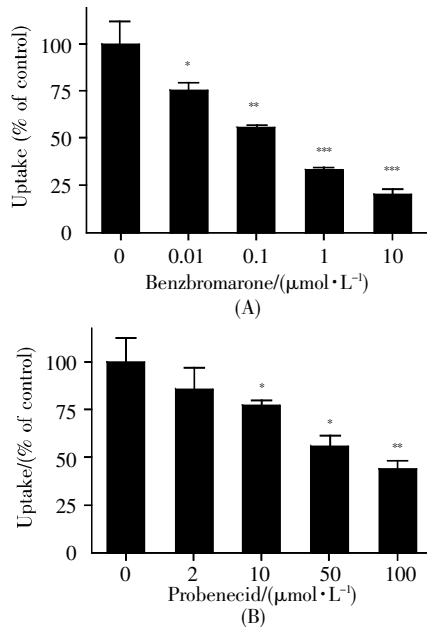 100
75
50
25
0
Uptake (% of control)
*
**
***
***
0 0.01 0.1 1 10
Benzbromarone/(μmol·L⁻¹)
(A)
100
75
50
25
0
Uptake/(% of control)
*
*
**
0 2 10 50 100
Probenecid/(μmol·L⁻¹)
(B)